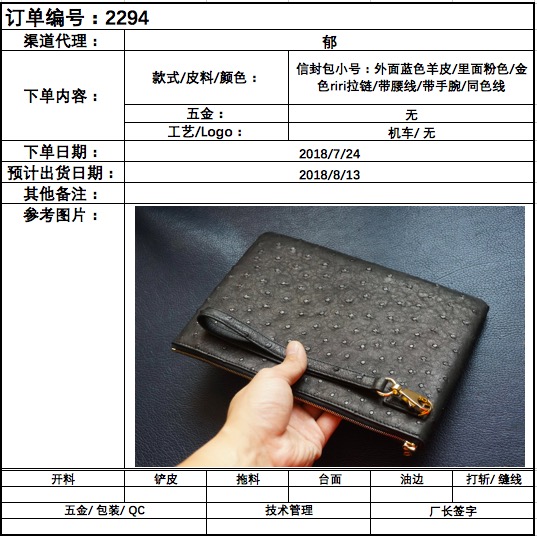 订单编号：2294
渠道代理：
郁
下单内容：
款式/皮料/颜色：
信封包小号：外面蓝色羊皮/里面粉色/金
色riri拉链/带腰线/带手腕/同色线
五金：
无
工艺/Logo：
机车/ 无
下单日期：
2018/7/24
预计出货日期：
2018/8/13
其他备注：
参考图片：
开料 铲皮 拖料 台面 油边 打斩/ 缝线
五金/ 包装/ QC 技术管理 厂长签字